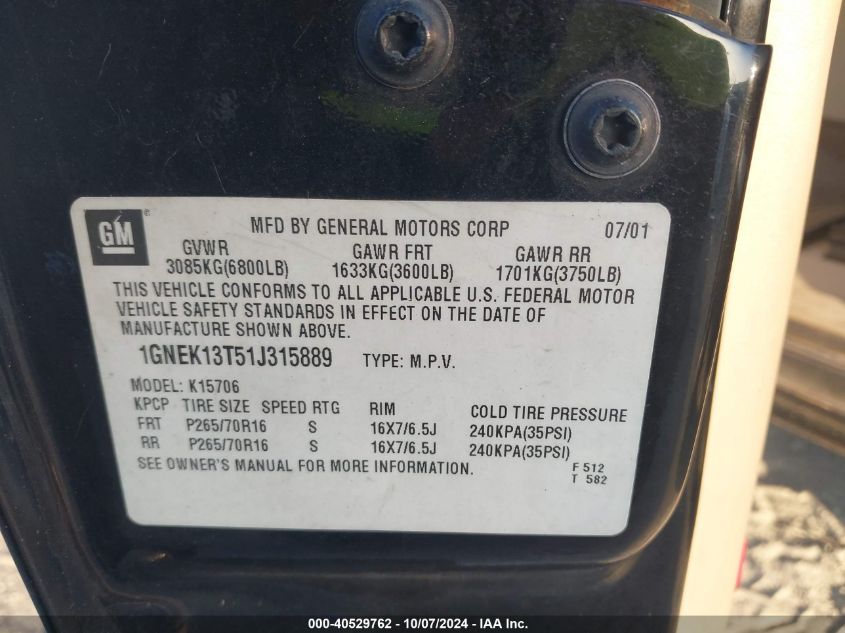 GM ® MFD BY GENERAL MOTORS CORP 07/01
GVWR GAWR FRT GAWR RR
3085KG(6800LB) 1633KG(3600LB) 1701KG(3750LB)
THIS VEHICLE CONFORMS TO ALL APPLICABLE U.S. FEDERAL MOTOR
VEHICLE SAFETY STANDARDS IN EFFECT ON THE DATE OF
MANUFACTURE SHOWN ABOVE.
1GNEK13T51J315889 TYPE: M.P.V.
MODEL: K15706
KPCP TIRE SIZE SPEED RTG RIM COLD TIRE PRESSURE
FRT P265/70R16 S 16X7/6.5J 240KPA(35PSI)
RR P265/70R16 S 16X7/6.5J 240KPA(35PSI)
SEE OWNER'S MANUAL FOR MORE INFORMATION. F 512
T 582
000-40529762 - 10/07/2024 - IAA Inc.